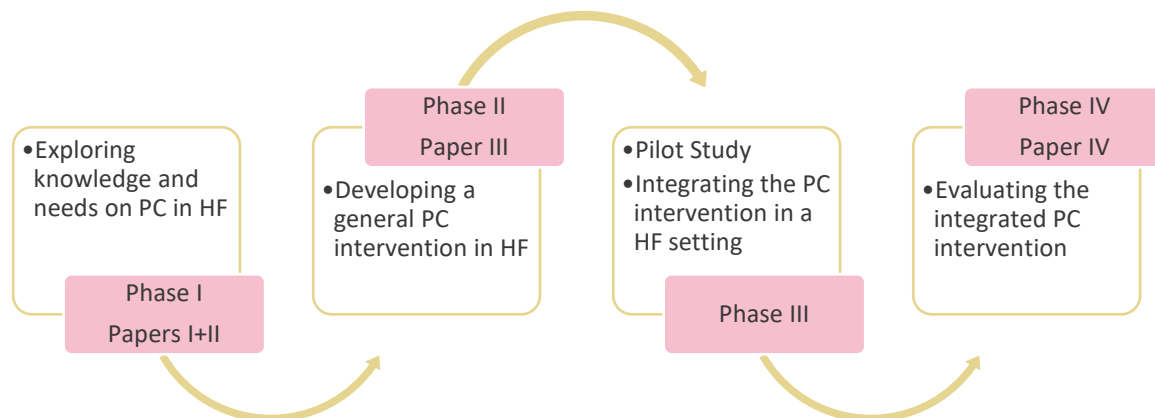 •Exploring
knowledge and
needs on PC in HF
Phase I
Papers I+II
Phase II
Paper III
•Developing a
general PC
intervention in HF
•Pilot Study
•Integrating the PC
intervention in a
HF setting
Phase III
Phase IV
Paper IV
•Evaluating the
integrated PC
intervention